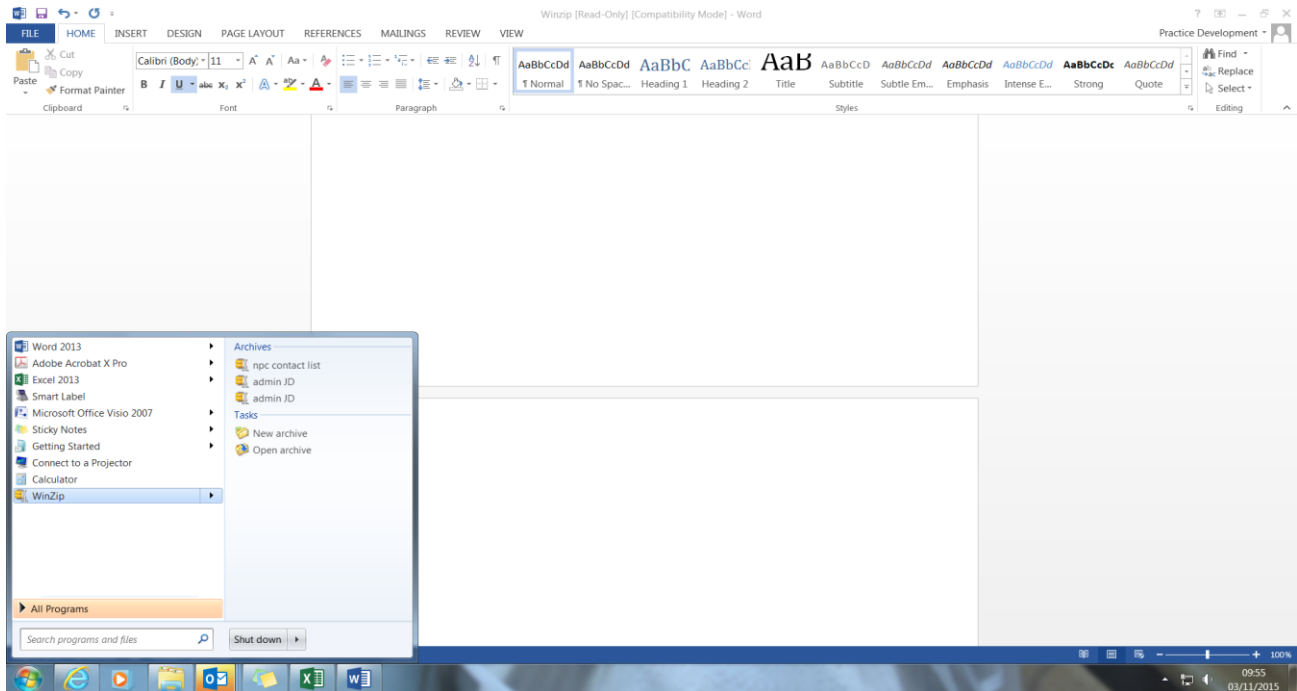 Winzip [Read-Only] [Compatibility Mode] - Word
FILE HOME INSERT DESIGN PAGE LAYOUT REFERENCES MAILINGS REVIEW VIEW Practice Development
Cut
Copy
Format Painter
Paste
Clipboard
Calibri (Body) 11 A A Aa
B I U abc X₂ X² A A
Font
Paragraph
AaBbCcDd AaBbCcDd AaBbC AaBbCc AaB AaBbCcD AaBbCcDd AaBbCcDd AaBbCcDd AaBbCcDc AaBbCcDd
¶ Normal ¶ No Spac... Heading 1 Heading 2 Title Subtitle Subtle Em... Emphasis Intense E... Strong Quote
Styles
Find
Replace
Select
Editing
Word 2013
Adobe Acrobat X Pro
Excel 2013
Smart Label
Microsoft Office Visio 2007
Sticky Notes
Getting Started
Connect to a Projector
Calculator
WinZip
All Programs
Search programs and files
Archives
npc contact list
admin JD
admin JD
Tasks
New archive
Open archive
Shut down
100%
09:55
03/11/2015